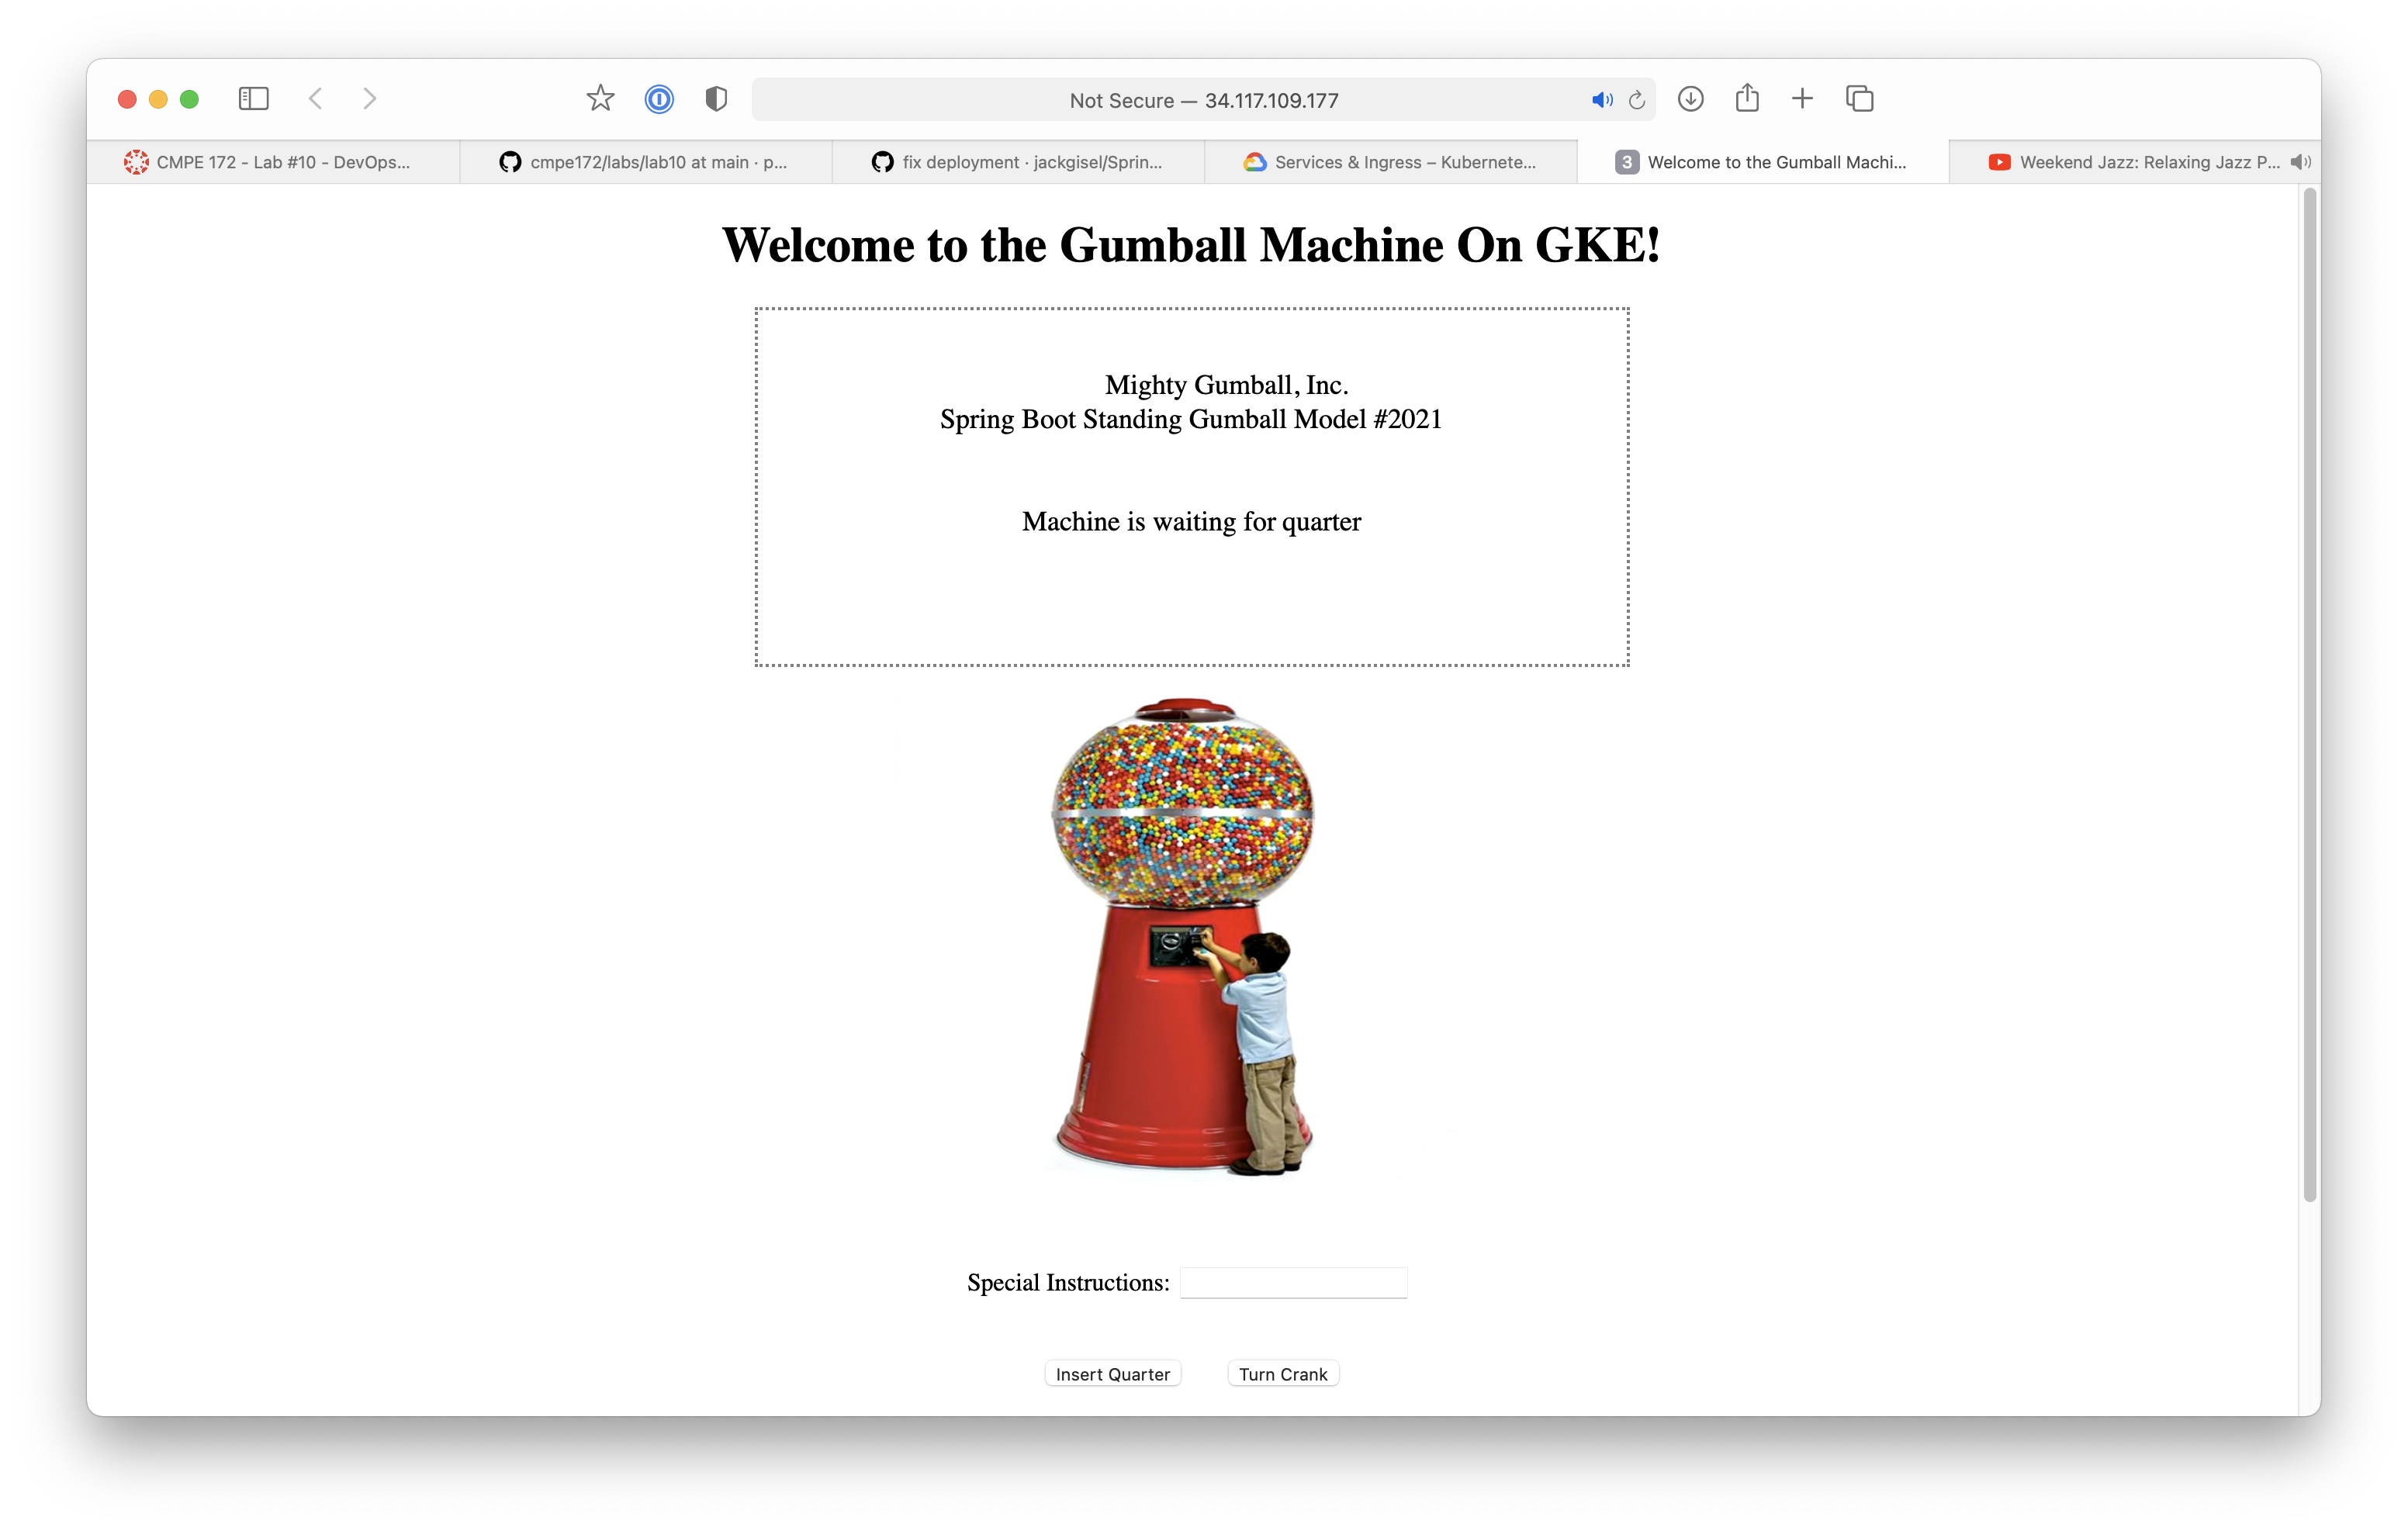 Not Secure — 34.117.109.177
CMPE 172 - Lab #10 - DevOps...
cmpe172/labs/lab10 at main · p...
fix deployment · jackgisel/Sprin...
Services & Ingress – Kubernete...
3 Welcome to the Gumball Machi...
Weekend Jazz: Relaxing Jazz P...
Welcome to the Gumball Machine On GKE!
Mighty Gumball, Inc.
Spring Boot Standing Gumball Model #2021
Machine is waiting for quarter
Special Instructions:
Insert Quarter
Turn Crank